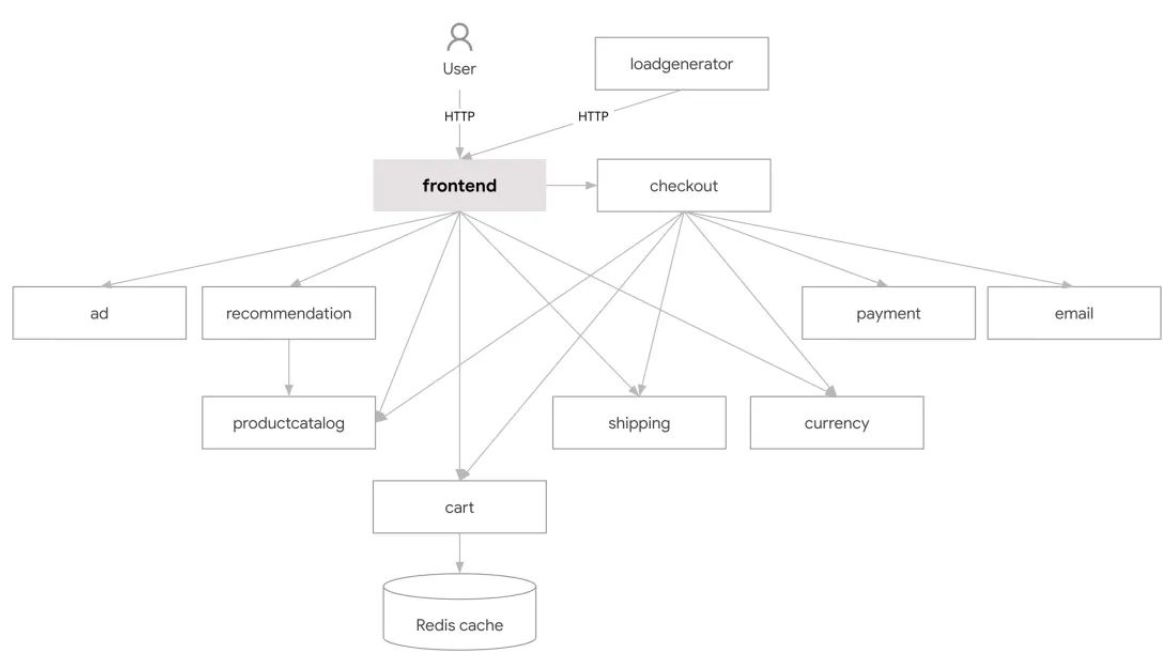 User
loadgenerator
HTTP
HTTP
frontend
checkout
ad
recommendation
payment
email
productcatalog
shipping
currency
cart
Redis cache